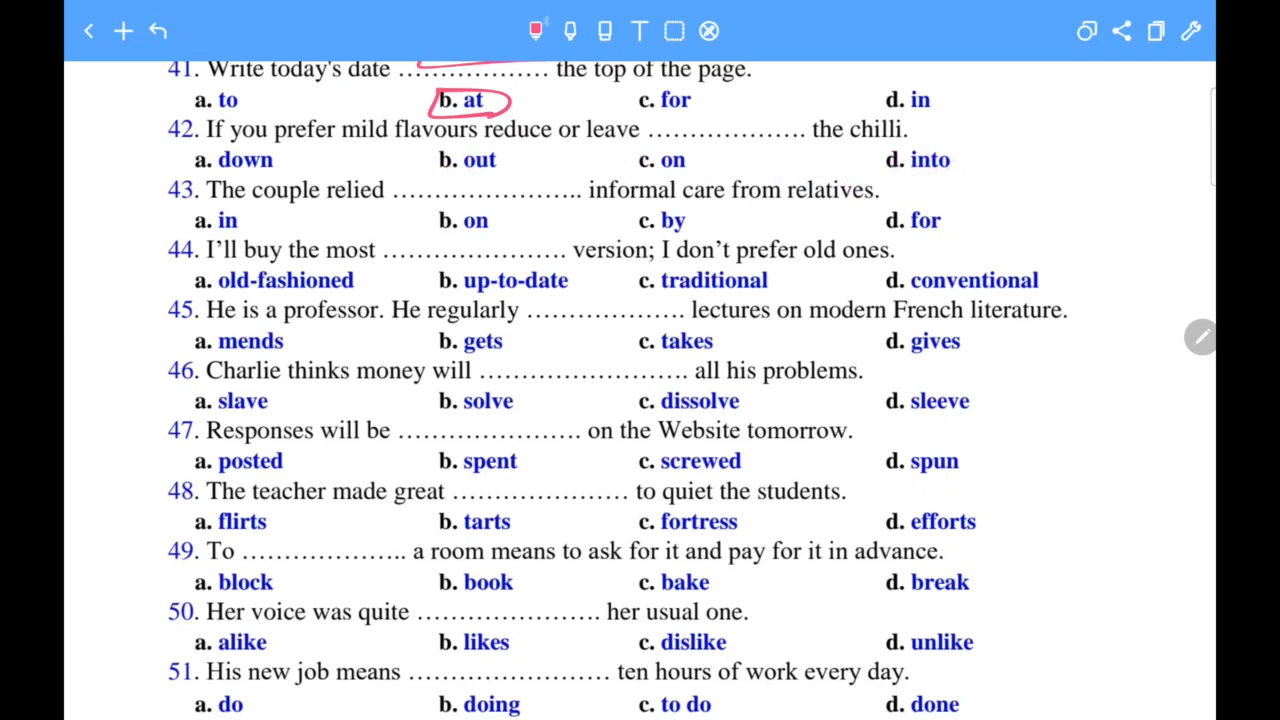 41. Write today's date ……………… the top of the page.
a. to b. at c. for d. in
42. If you prefer mild flavours reduce or leave ………………. the chilli.
a. down b. out c. on d. into
43. The couple relied ………………….. informal care from relatives.
a. in b. on c. by d. for
44. I’ll buy the most …………………. version; I don’t prefer old ones.
a. old-fashioned b. up-to-date c. traditional d. conventional
45. He is a professor. He regularly ………………. lectures on modern French literature.
a. mends b. gets c. takes d. gives
46. Charlie thinks money will ……………………. all his problems.
a. slave b. solve c. dissolve d. sleeve
47. Responses will be …………………. on the Website tomorrow.
a. posted b. spent c. screwed d. spun
48. The teacher made great ………………… to quiet the students.
a. flirts b. tarts c. fortress d. efforts
49. To ……………….. a room means to ask for it and pay for it in advance.
a. block b. book c. bake d. break
50. Her voice was quite …………………. her usual one.
a. alike b. likes c. dislike d. unlike
51. His new job means …………………… ten hours of work every day.
a. do b. doing c. to do d. done